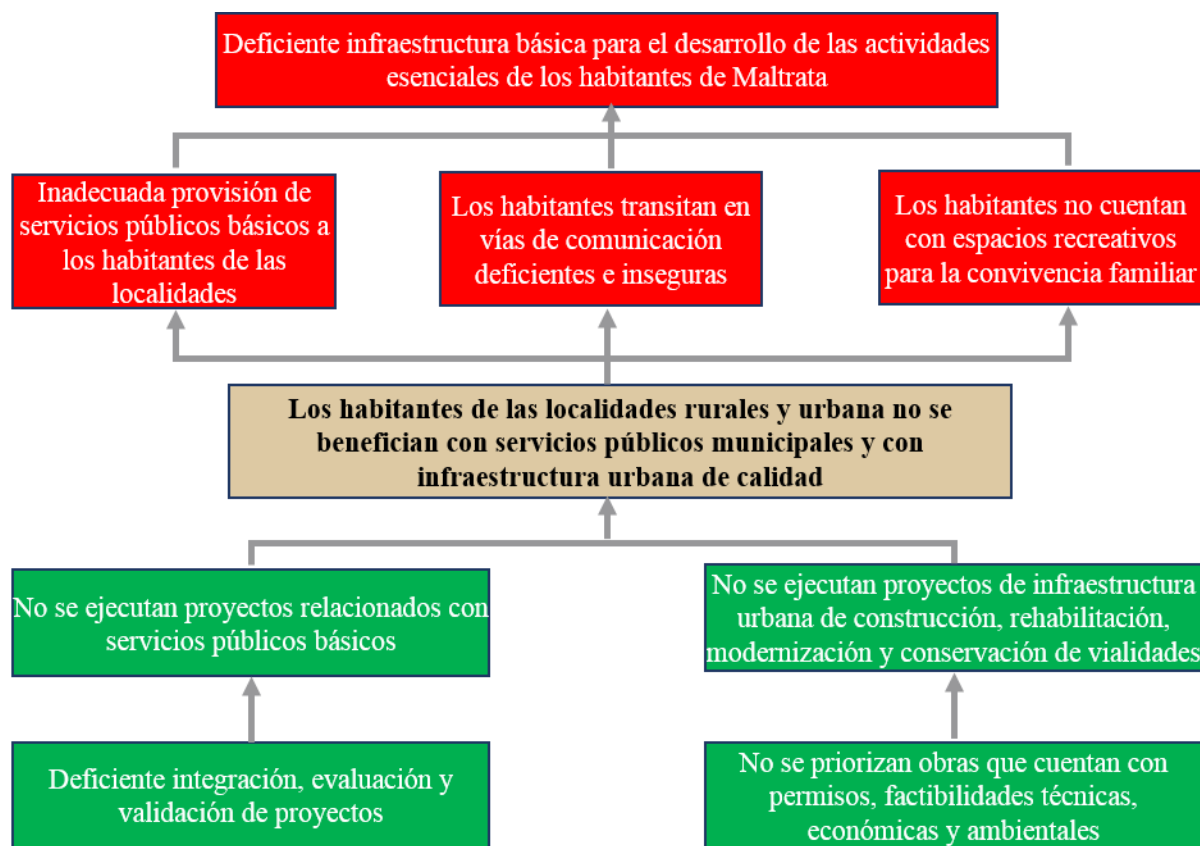 Deficiente infraestructura básica para el desarrollo de las actividades
esenciales de los habitantes de Maltrata
Inadecuada provisión de
servicios públicos básicos a
los habitantes de las
localidades
Los habitantes transitan en
vías de comunicación
deficientes e inseguras
Los habitantes no cuentan
con espacios recreativos
para la convivencia familiar
Los habitantes de las localidades rurales y urbana no se
benefician con servicios públicos municipales y con
infraestructura urbana de calidad
No se ejecutan proyectos relacionados con
servicios públicos básicos
No se ejecutan proyectos de infraestructura
urbana de construcción, rehabilitación,
modernización y conservación de vialidades
Deficiente integración, evaluación y
validación de proyectos
No se priorizan obras que cuentan con
permisos, factibilidades técnicas,
económicas y ambientales